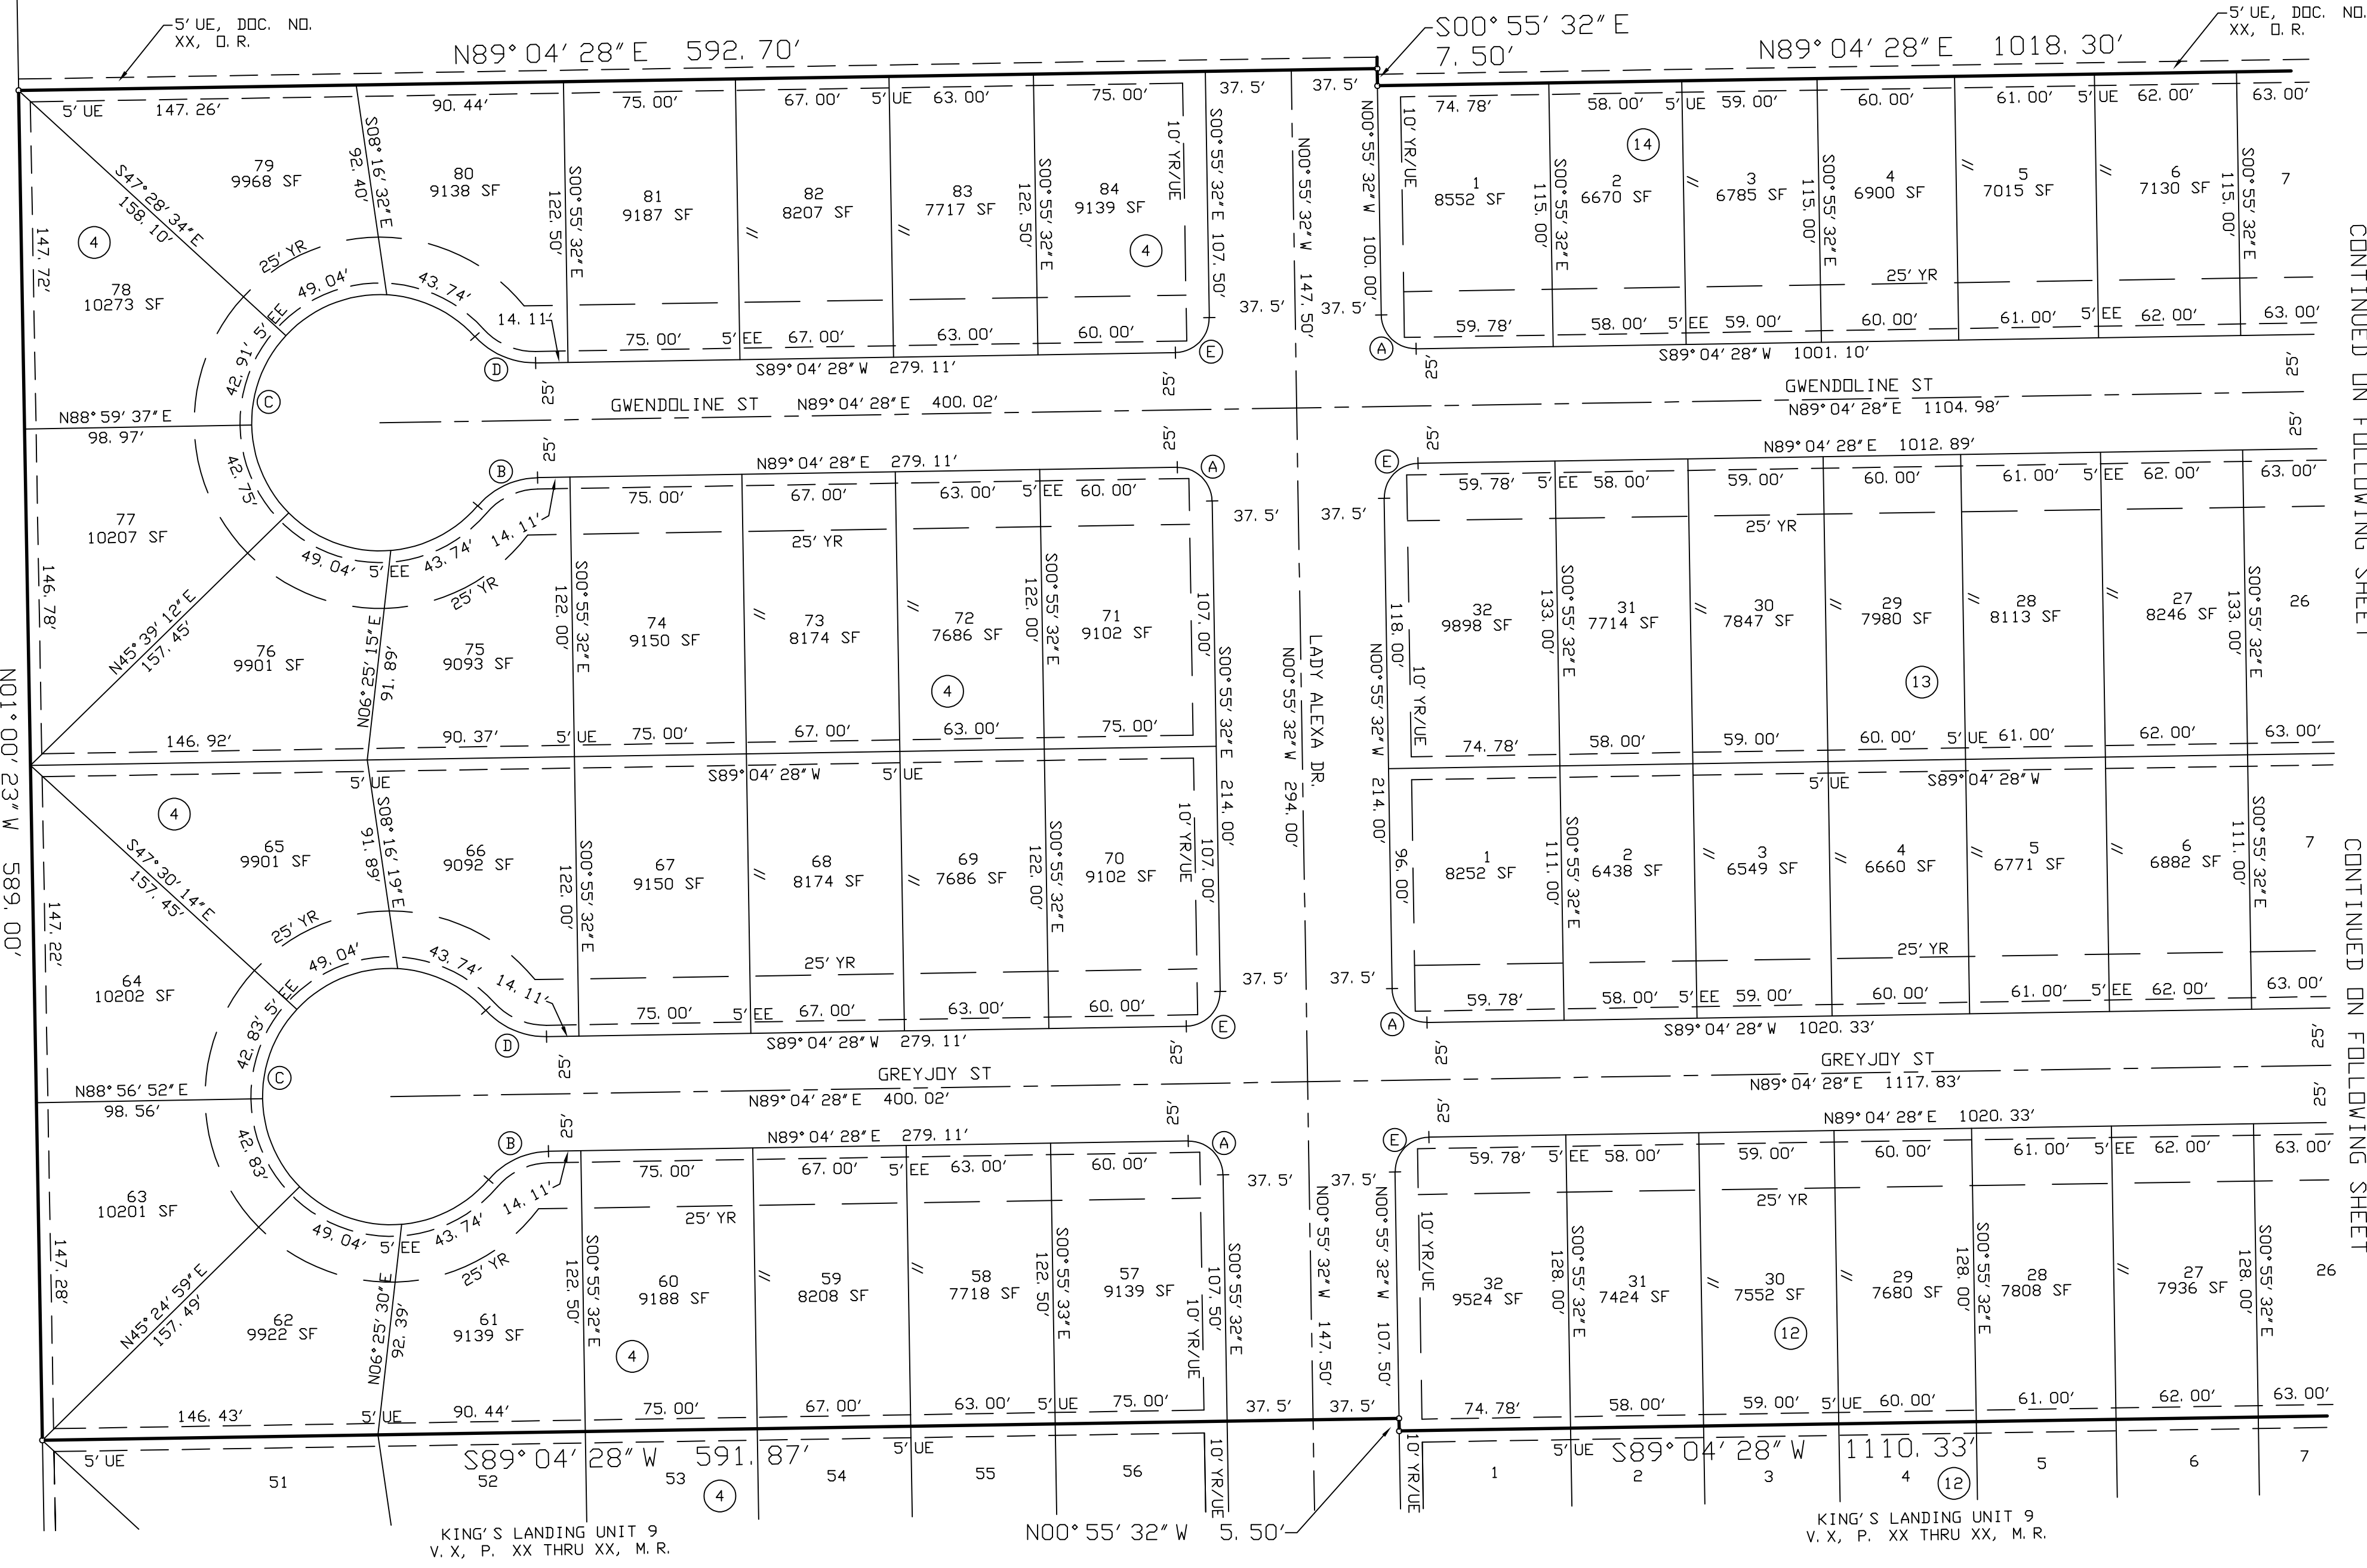 5' UE, DOC. NO.
XX, O.R.
N89°04'28"E 592.70'
S00°55'32"E
7.50'
N89°04'28"E 1018.30'
5' UE, DOC. NO.
XX, O.R.
5' UE
147.26'
90.44'
75.00'
67.00'
5' UE
63.00'
75.00'
37.5'
37.5'
74.78'
58.00'
5' UE
59.00'
60.00'
61.00'
5' UE
62.00'
63.00'
S47°28'34"E
158.10'
79
9968 SF
S08°16'32"E
92.40'
80
9138 SF
S00°55'32"E
122.50'
81
9187 SF
82
8207 SF
83
7717 SF
S00°55'32"E
122.50'
84
9139 SF
10' YR/UE
S00°55'32"E 107.50'
N00°55'32"W 147.50'
N00°55'32"W 100.00'
10' YR/UE
1
8552 SF
115.00'
S00°55'32"E
2
6670 SF
14
3
6785 SF
115.00'
S00°55'32"E
4
6900 SF
5
7015 SF
6
7130 SF
115.00'
S00°55'32"E
7
CONTINUED ON FOLLOWING SHEET
147.72'
4
78
10273 SF
25' YR
49.04'
43.74'
42.91'
5' EE
14.11'
4
75.00'
5' EE
67.00'
63.00'
60.00'
37.5'
37.5'
25' YR
59.78'
58.00'
5' EE
59.00'
60.00'
61.00'
5' EE
62.00'
63.00'
C
D
E
A
S89°04'28"W 279.11'
S89°04'28"W 1001.10'
25'
25'
25'
25'
GWENDOLINE ST N89°04'28"E 400.02'
GWENDOLINE ST
N89°04'28"E 1104.98'
N88°59'37"E
98.97'
42.75'
B
25'
N89°04'28"E 279.11'
25'
A
E
25'
N89°04'28"E 1012.89'
25'
75.00'
67.00'
63.00'
5' EE
60.00'
37.5'
37.5'
59.78'
5' EE
58.00'
59.00'
60.00'
61.00'
5' EE
62.00'
63.00'
77
10207 SF
49.04'
5' EE
43.74'
14.11'
25' YR
25' YR
25' YR
146.78'
N45°39'12"E
157.45'
76
9901 SF
N06°25'15"E
91.89'
75
9093 SF
122.00'
S00°55'32"E
74
9150 SF
73
8174 SF
72
7686 SF
122.00'
S00°55'32"E
71
9102 SF
107.00'
4
118.00'
32
9898 SF
133.00'
S00°55'32"E
31
7714 SF
30
7847 SF
29
7980 SF
28
8113 SF
27
8246 SF
133.00'
S00°55'32"E
26
13
N01°00'23"W 589.00'
S00°55'32"E 214.00'
LADY ALEXA DR.
N00°55'32"W 294.00'
N00°55'32"W 214.00'
10' YR/UE
146.92'
90.37'
5' UE
75.00'
67.00'
63.00'
75.00'
74.78'
58.00'
59.00'
60.00'
5' UE
61.00'
62.00'
63.00'
5' UE
S89°04'28"W
5' UE
5' UE
S89°04'28"W
4
S47°30'14"E
157.45'
65
9901 SF
S08°16'19"E
91.89'
66
9092 SF
122.00'
S00°55'32"E
67
9150 SF
68
8174 SF
69
7686 SF
122.00'
S00°55'32"E
70
9102 SF
10' YR/UE
107.00'
96.00'
1
8252 SF
111.00'
S00°55'32"E
2
6438 SF
3
6549 SF
4
6660 SF
5
6771 SF
6
6882 SF
111.00'
S00°55'32"E
7
CONTINUED ON FOLLOWING SHEET
147.22'
64
10202 SF
25' YR
49.04'
43.74'
14.11'
42.83'
5' EE
25' YR
37.5'
37.5'
25' YR
75.00'
5' EE
67.00'
63.00'
60.00'
59.78'
58.00'
5' EE
59.00'
60.00'
61.00'
5' EE
62.00'
63.00'
C
D
E
A
S89°04'28"W 279.11'
S89°04'28"W 1020.33'
25'
25'
25'
25'
GREYJOY ST
N89°04'28"E 400.02'
GREYJOY ST
N89°04'28"E 1117.83'
N88°56'52"E
98.56'
42.83'
B
25'
N89°04'28"E 279.11'
25'
A
E
25'
N89°04'28"E 1020.33'
25'
75.00'
67.00'
5' EE
63.00'
60.00'
37.5'
37.5'
59.78'
5' EE
58.00'
59.00'
60.00'
61.00'
5' EE
62.00'
63.00'
63
10201 SF
49.04'
5' EE
43.74'
14.11'
25' YR
25' YR
25' YR
147.28'
N45°24'59"E
157.49'
62
9922 SF
N06°25'30"E
92.39'
61
9139 SF
122.50'
S00°55'32"E
60
9188 SF
59
8208 SF
58
7718 SF
122.50'
S00°55'33"E
57
9139 SF
10' YR/UE
107.50'
S00°55'32"E
N00°55'32"W 147.50'
N00°55'32"W 107.50'
10' YR/UE
32
9524 SF
128.00'
S00°55'32"E
31
7424 SF
30
7552 SF
29
7680 SF
128.00'
S00°55'32"E
28
7808 SF
27
7936 SF
128.00'
S00°55'32"E
26
4
12
146.43'
5' UE
90.44'
75.00'
67.00'
63.00'
5' UE
75.00'
37.5'
37.5'
74.78'
58.00'
59.00'
5' UE
60.00'
61.00'
62.00'
63.00'
5' UE
S89°04'28"W 591.87'
5' UE
10' YR/UE
10' YR/UE
5' UE
S89°04'28"W 1110.33'
51
52
53
54
55
56
1
2
3
4
5
6
7
4
12
KING'S LANDING UNIT 9
V.X, P. XX THRU XX, M.R.
N00°55'32"W 5.50'
KING'S LANDING UNIT 9
V.X, P. XX THRU XX, M.R.